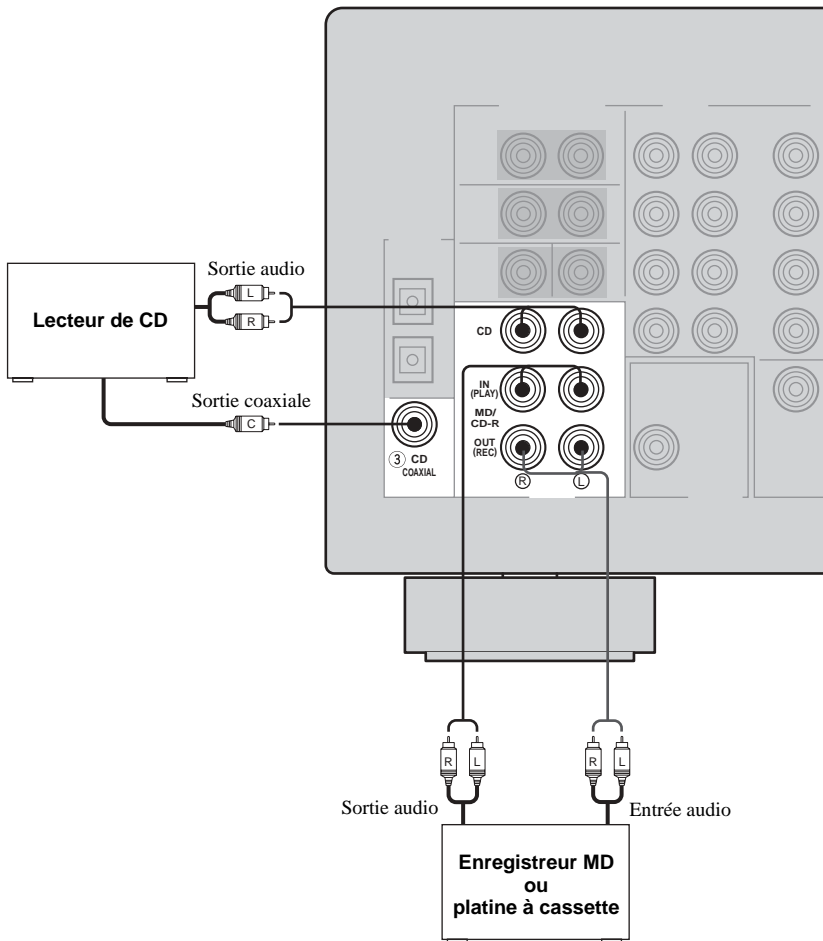 Sortie audio
L
R
Lecteur de CD
CD
Sortie coaxiale
C
IN
(PLAY)
MD/
CD-R
OUT
(REC)
③ CD
COAXIAL
R L
R L
R L
Sortie audio
Entrée audio
Enregistreur MD
ou
platine à cassette